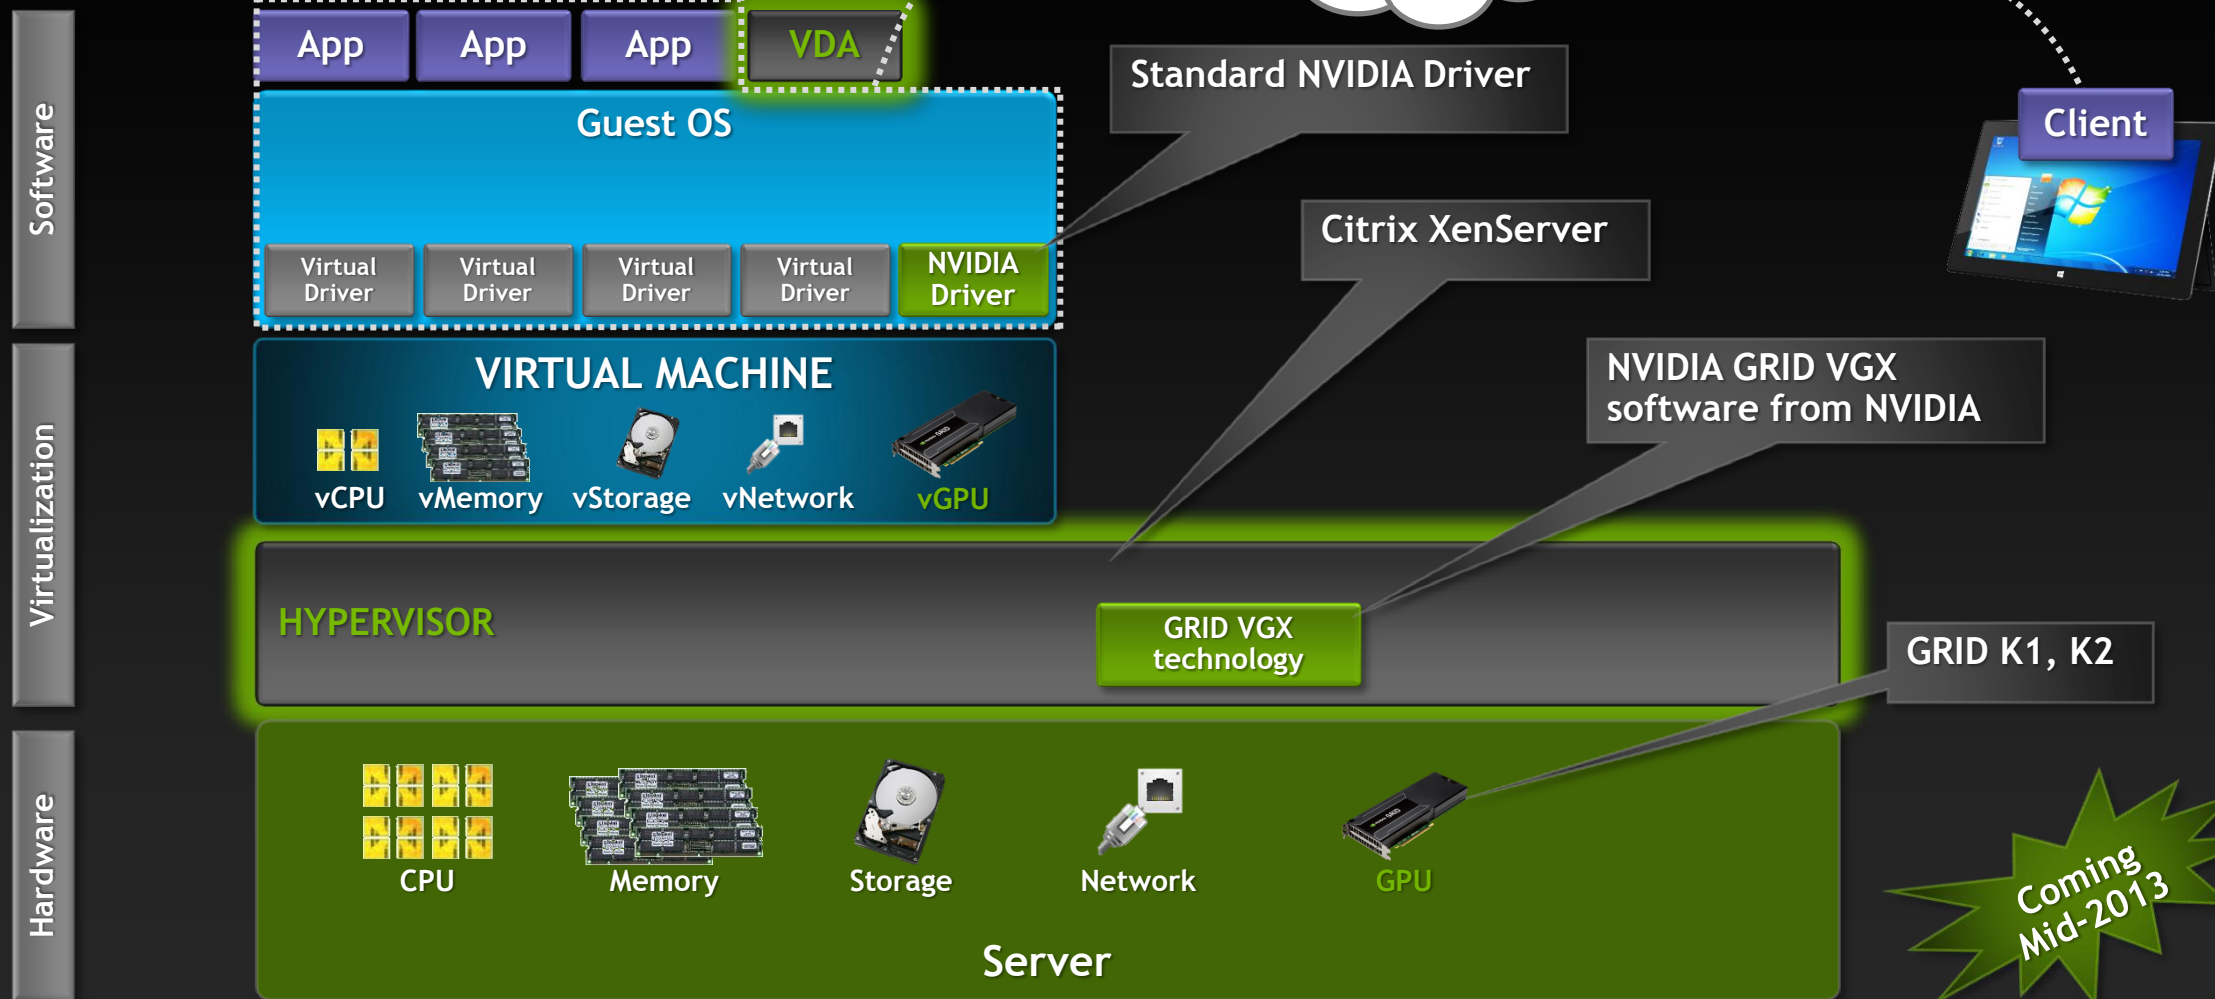 Software
App
App
App
VDA
Guest OS
Virtual
Driver
Virtual
Driver
Virtual
Driver
Virtual
Driver
NVIDIA
Driver
Standard NVIDIA Driver
Client
Citrix XenServer
Virtualization
VIRTUAL MACHINE
vCPU
vMemory
vStorage
vNetwork
vGPU
NVIDIA GRID VGX
software from NVIDIA
HYPERVISOR
GRID VGX
technology
GRID K1, K2
Hardware
CPU
Memory
Storage
Network
GPU
Server
Coming
Mid-2013